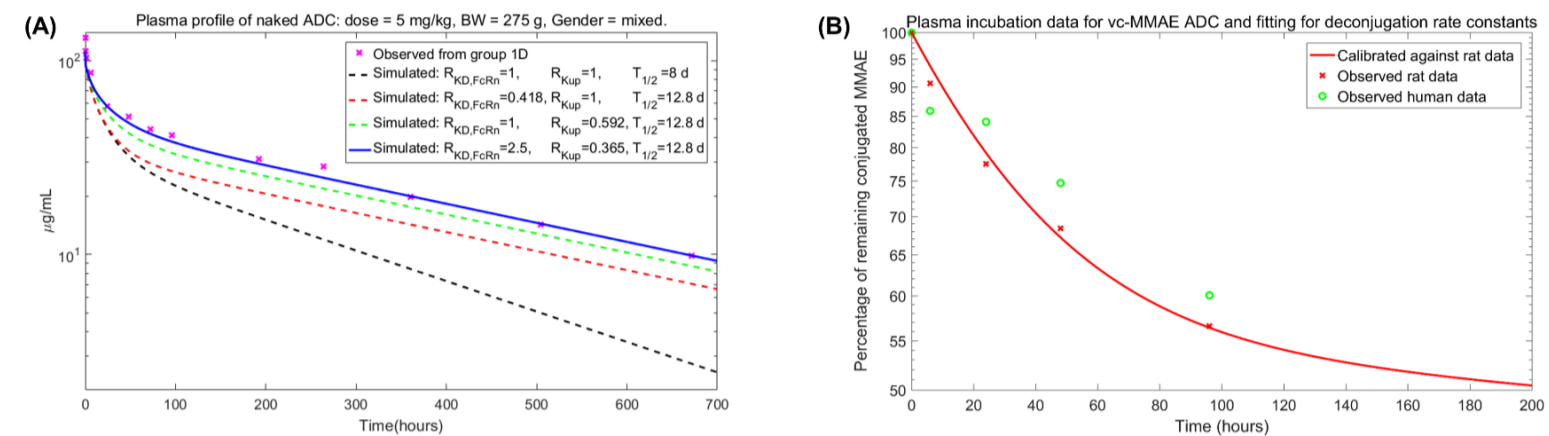 (A)
Plasma profile of naked ADC: dose = 5 mg/kg, BW = 275 g, Gender = mixed.
Observed from group 1D
Simulated: R_KD,FcRn=1, R_Kup=1, T_1/2 =8 d
Simulated: R_KD,FcRn=0.418, R_Kup=1, T_1/2=12.8 d
Simulated: R_KD,FcRn=1, R_Kup=0.592, T_1/2=12.8 d
Simulated: R_KD,FcRn=2.5, R_Kup=0.365, T_1/2=12.8 d
10^2
10^1
μg/mL
0 100 200 300 400 500 600 700
Time(hours)
(B)
Plasma incubation data for vc-MMAE ADC and fitting for deconjugation rate constants
Calibrated against rat data
Observed rat data
Observed human data
100
95
90
85
80
75
70
65
60
55
50
Percentage of remaining conjugated MMAE
0 20 40 60 80 100 120 140 160 180 200
Time (hours)